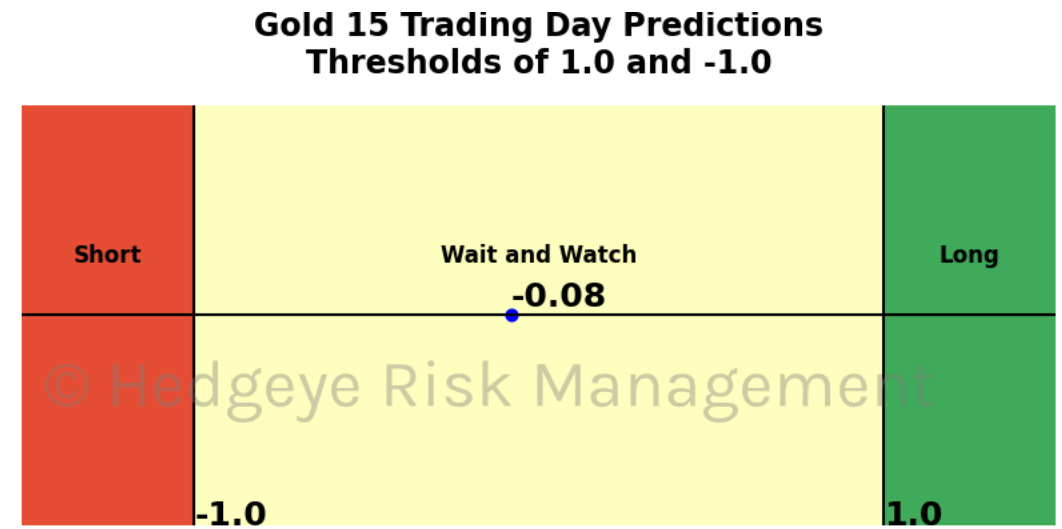 Gold 15 Trading Day Predictions
Thresholds of 1.0 and -1.0
Short
Wait and Watch
Long
-0.08
© Hedgeye Risk Management
-1.0
1.0